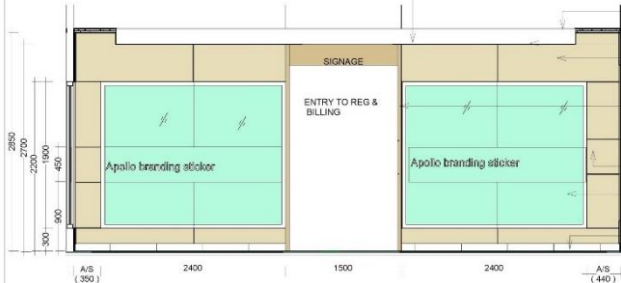 SIGNAGE
ENTRY TO REG &
BILLING
Apollo branding sticker
Apollo branding sticker
2850
2700
2200
1900
450
900
300
A/S
(350)
2400
1500
2400
A/S
(440)